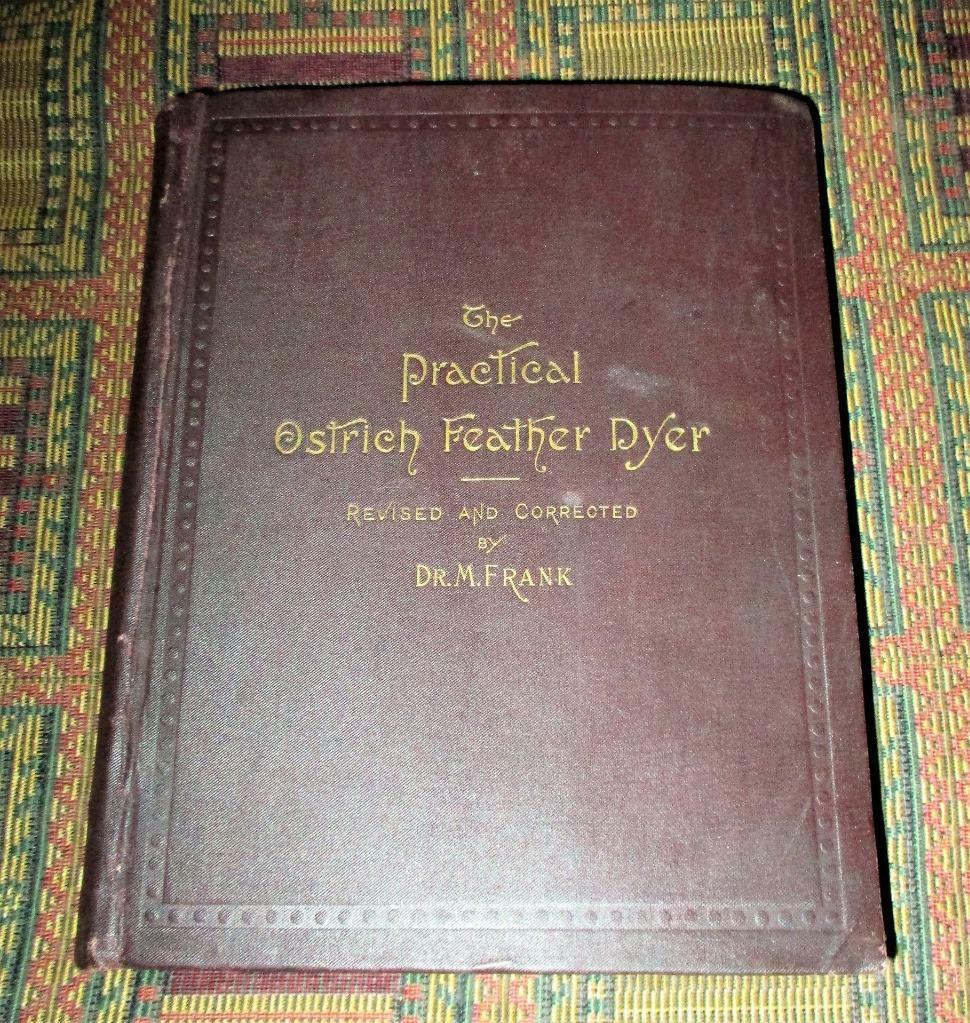 The
Practical
Ostrich Feather Dyer
REVISED AND CORRECTED
BY
DR. M. FRANK